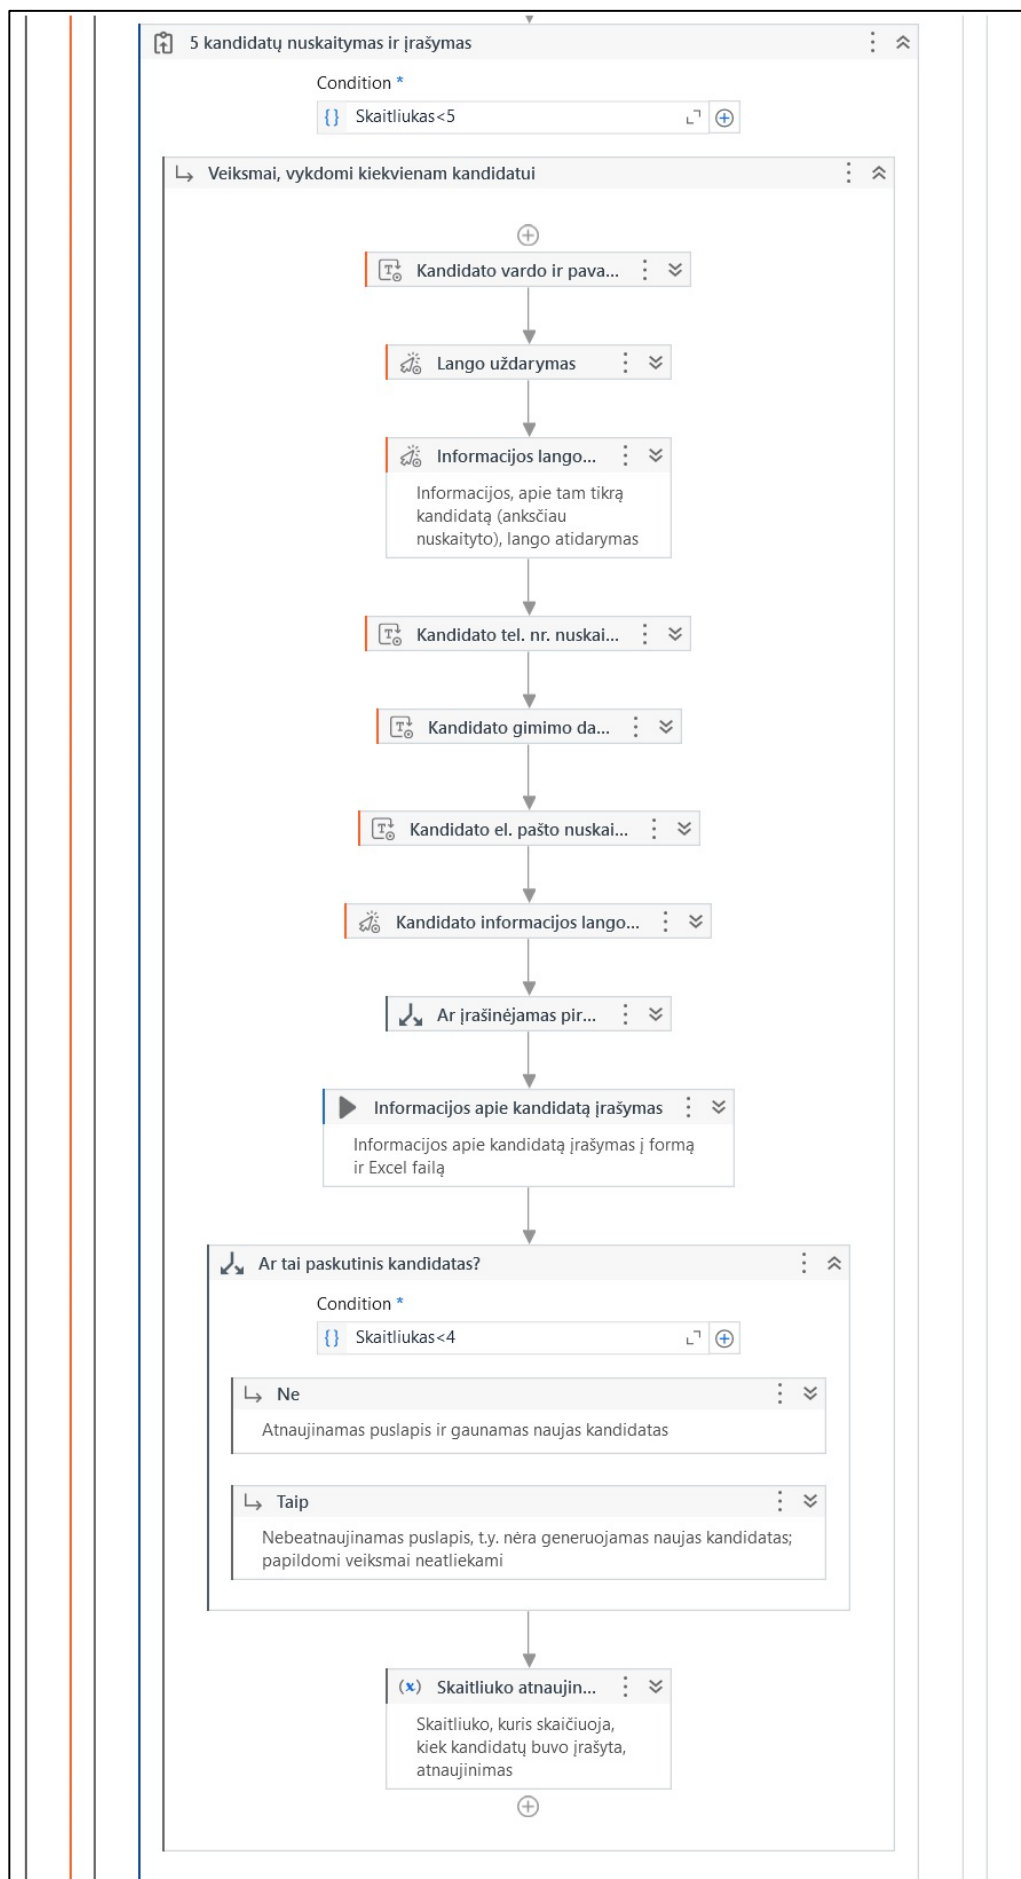 5 kandidatų nuskaitymas ir įrašymas
Condition *
{} Skaitliukas<5
Veiksmai, vykdomi kiekvienam kandidatui
Kandidato vardo ir pava...
Lango uždarymas
Informacijos lango...
Informacijos, apie tam tikrą
kandidatą (anksčiau
nuskaityto), lango atidarymas
Kandidato tel. nr. nuskai...
Kandidato gimimo da...
Kandidato el. pašto nuskai...
Kandidato informacijos lango...
Ar įrašinėjamas pir...
Informacijos apie kandidatą įrašymas
Informacijos apie kandidatą įrašymas į formą
ir Excel failą
Ar tai paskutinis kandidatas?
Condition *
{} Skaitliukas<4
Ne
Atnaujinamas puslapis ir gaunamas naujas kandidatas
Taip
Nebeatnaujinamas puslapis, t.y. nėra generuojamas naujas kandidatas;
papildomi veiksmai neatliekami
(x) Skaitliuko atnaujin...
Skaitliuko, kuris skaičiuoja,
kiek kandidatų buvo įrašyta,
atnaujinimas